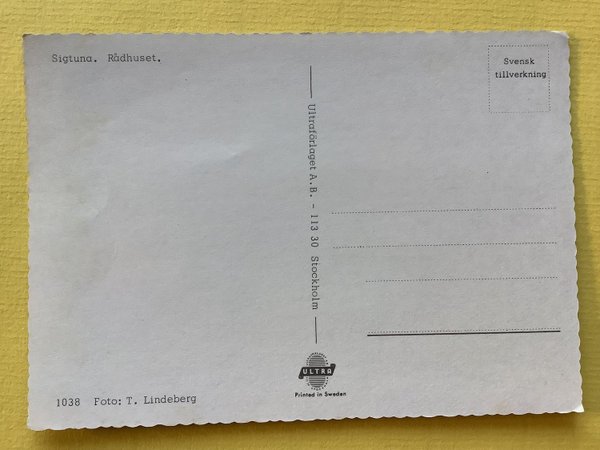 Sigtuna. Rådhuset.
Svensk
tillverkning
Ultraförlaget A.B. - 113 30 Stockholm
ULTRA
Printed in Sweden
1038 Foto: T. Lindeberg